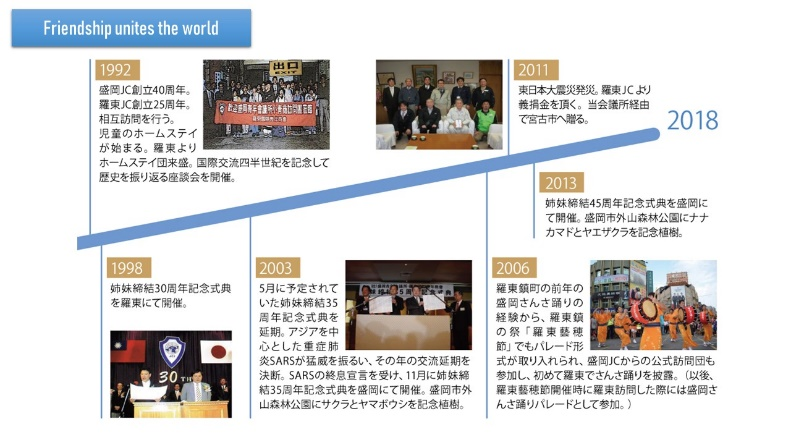 Friendship unites the world
1992
盛岡JC創立40周年。
羅東JC創立25周年。
相互訪問を行う。
児童のホームステイ
が始まる。羅東より
ホームステイ団来盛。国際交流四半世紀を記念して
歴史を振り返る座談会を開催。
出口
EXIT
2011
東日本大震災発災。羅東JCより
義捐金を頂く。当会議所経由
で宮古市へ贈る。
2018
2013
姉妹締結45周年記念式典を盛岡に
て開催。盛岡市外山森林公園にナナ
カマドとヤエザクラを記念植樹。
1998
姉妹締結30周年記念式典
を羅東にて開催。
30TH
2003
5月に予定されて
いた姉妹締結35
周年記念式典を
延期。アジアを中
心とした重症肺
炎SARSが猛威を振るい、その年の交流延期を
決断。SARSの終息宣言を受け、11月に姉妹締
結35周年記念式典を盛岡にて開催。盛岡市外
山森林公園にサクラとヤマボウシを記念植樹。
2006
羅東鎮町の前年の
盛岡さんさ踊りの
経験から、羅東鎮
の祭「羅東藝穂
節」でもパレード形
式が取り入れられ、盛岡JCからの公式訪問団も
参加し、初めて羅東でさんさ踊りを披露。（以後、
羅東藝穂節開催時に羅東訪問した際には盛岡さ
んさ踊りパレードとして参加。）